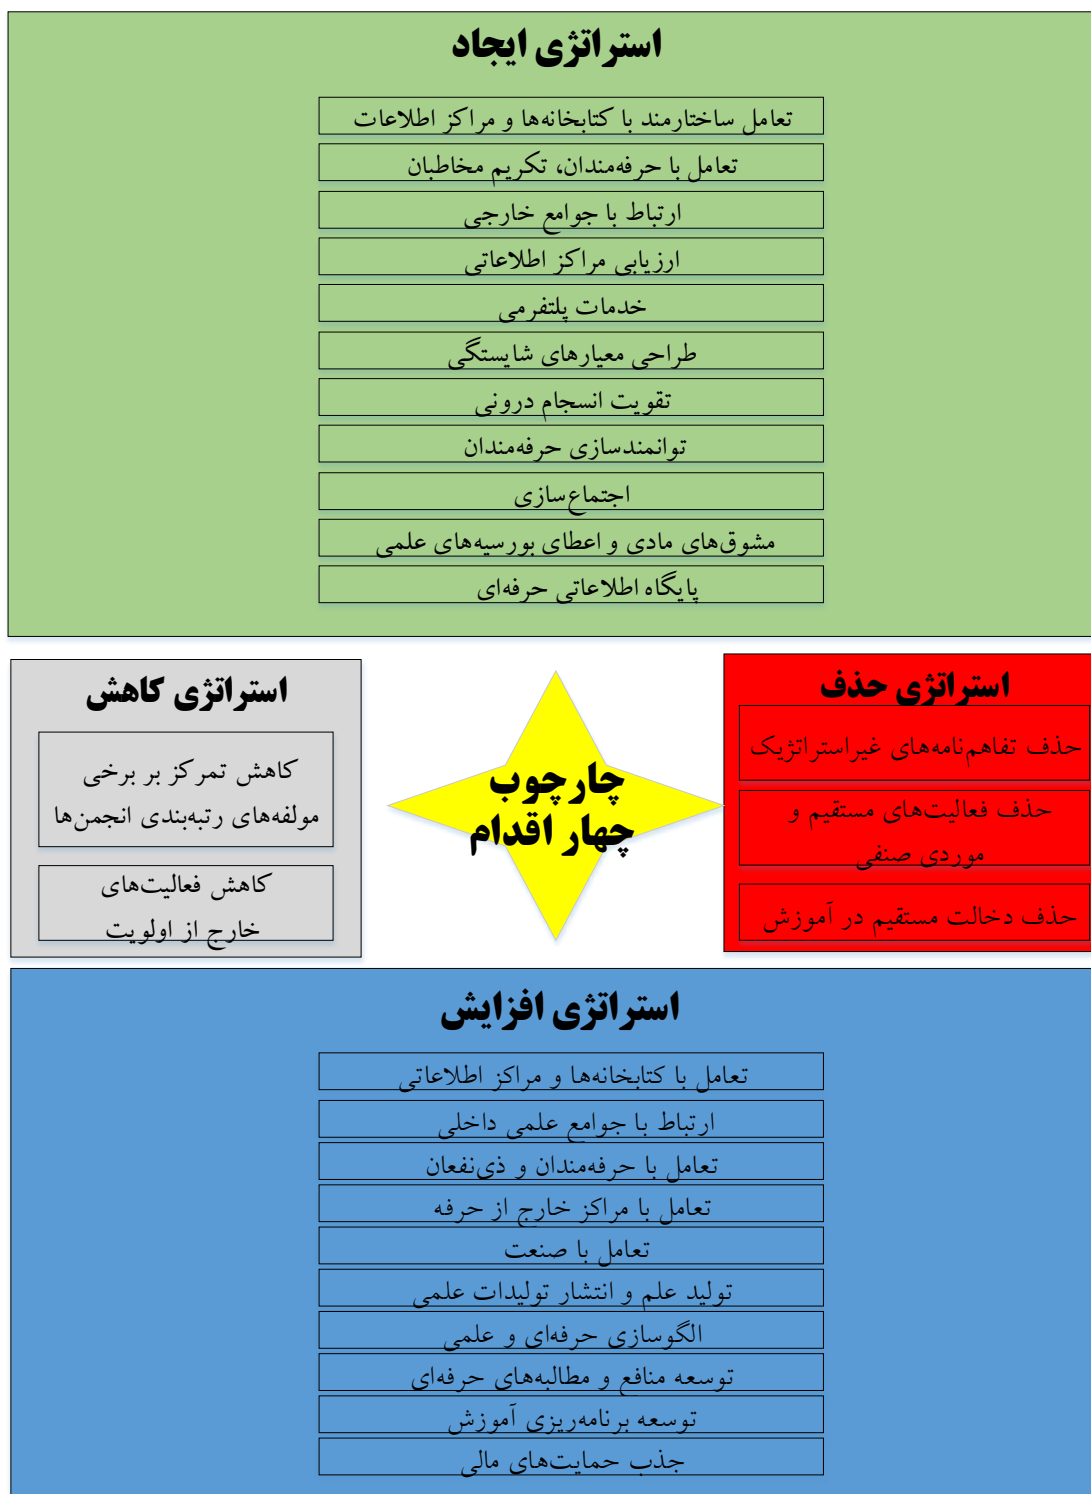 استراتژی ایجاد
تعامل ساختارمند با کتابخانه‌ها و مراکز اطلاعات
تعامل با حرفه‌مندان، تکریم مخاطبان
ارتباط با جوامع خارجی
ارزیابی مراکز اطلاعاتی
خدمات پلتفرمی
طراحی معیارهای شایستگی
تقویت انسجام درونی
توانمندسازی حرفه‌مندان
اجتماع‌سازی
مشوق‌های مادی و اعطای بورسیه‌های علمی
پایگاه اطلاعاتی حرفه‌ای
استراتژی حذف
حذف تفاهم‌نامه‌های غیراستراتژیک
حذف فعالیت‌های مستقیم و
موردی صنفی
حذف دخالت مستقیم در آموزش
چارچوب
چهار اقدام
استراتژی کاهش
کاهش تمرکز بر برخی
مولفه‌های رتبه‌بندی انجمن‌ها
کاهش فعالیت‌های
خارج از اولویت
استراتژی افزایش
تعامل با کتابخانه‌ها و مراکز اطلاعاتی
ارتباط با جوامع علمی داخلی
تعامل با حرفه‌مندان و ذی‌نفعان
تعامل با مراکز خارج از حرفه
تعامل با صنعت
تولید علم و انتشار تولیدات علمی
الگوسازی حرفه‌ای و علمی
توسعه منافع و مطالبه‌های حرفه‌ای
توسعه برنامه‌ریزی آموزش
جذب حمایت‌های مالی